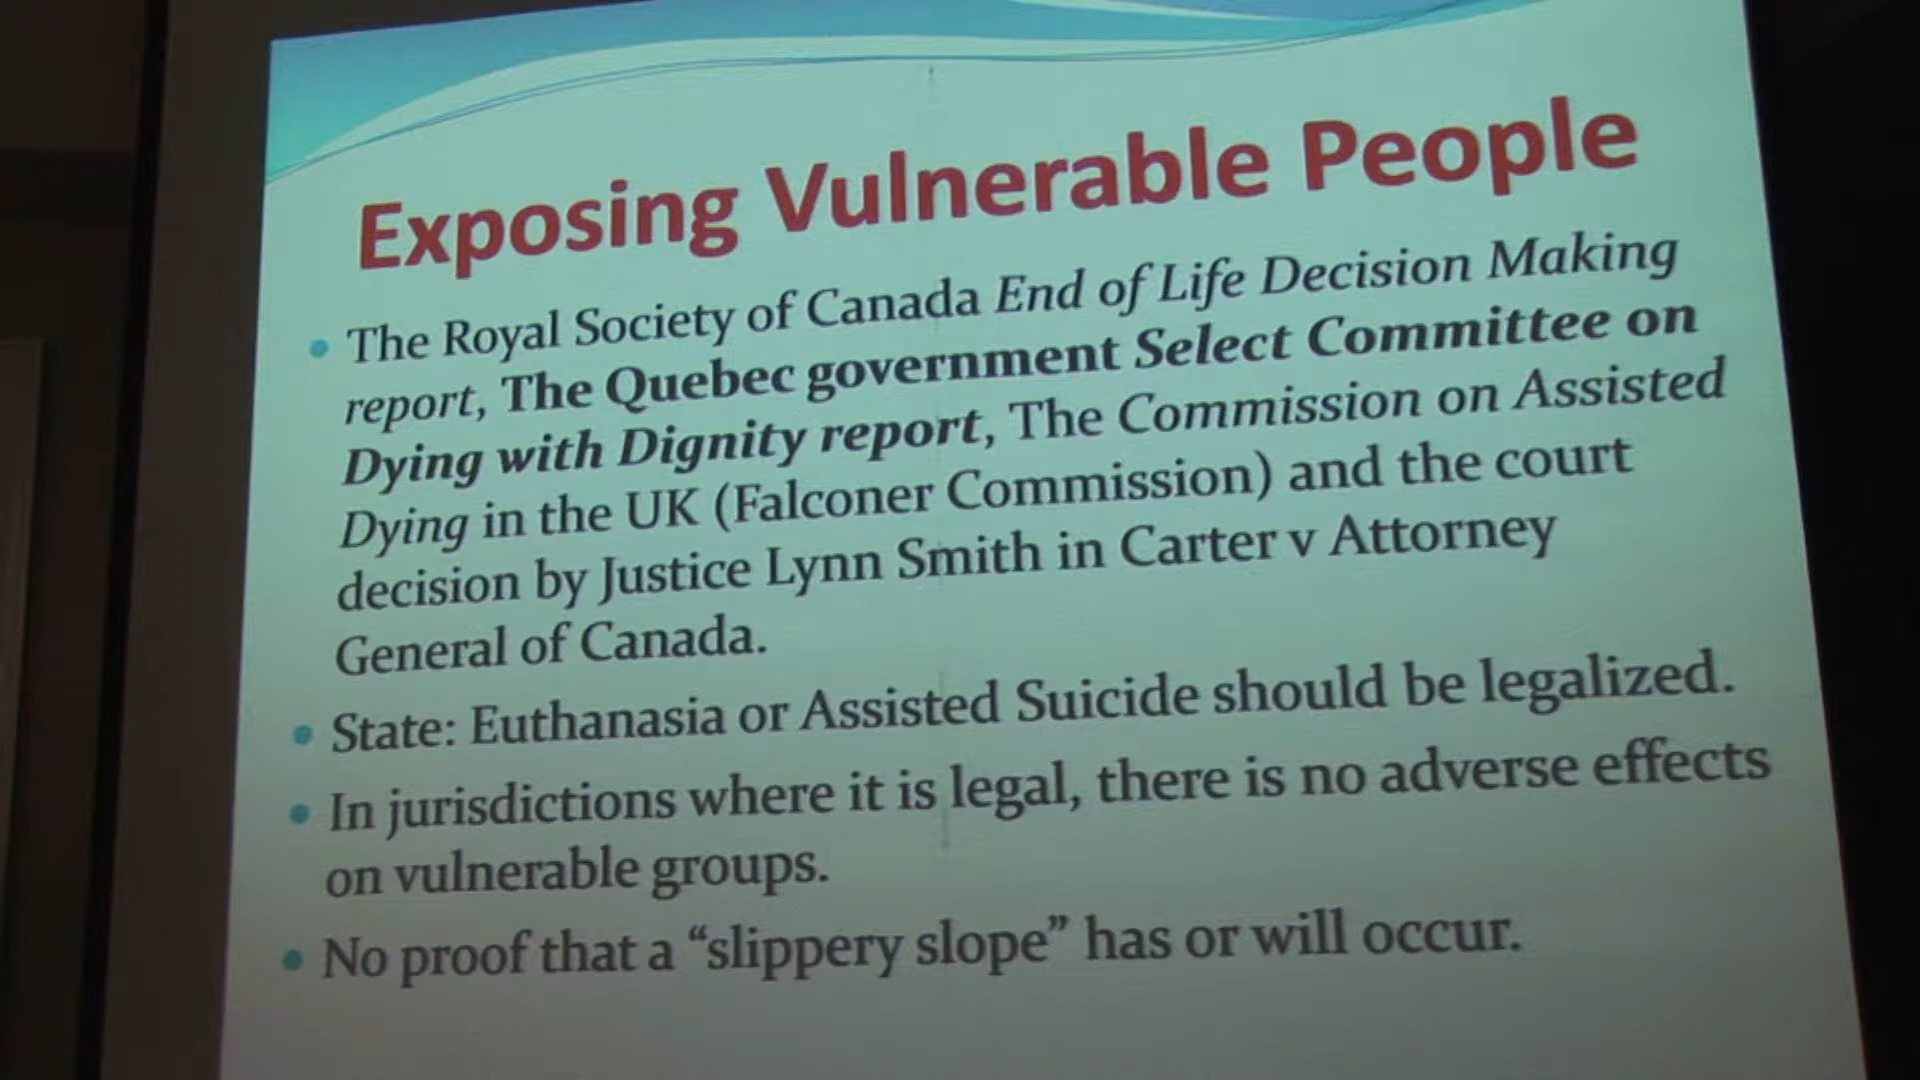 Exposing Vulnerable People
• The Royal Society of Canada End of Life Decision Making
report, The Quebec government Select Committee on
Dying with Dignity report, The Commission on Assisted
Dying in the UK (Falconer Commission) and the court
decision by Justice Lynn Smith in Carter v Attorney
General of Canada.
• State: Euthanasia or Assisted Suicide should be legalized.
• In jurisdictions where it is legal, there is no adverse effects
on vulnerable groups.
• No proof that a “slippery slope” has or will occur.